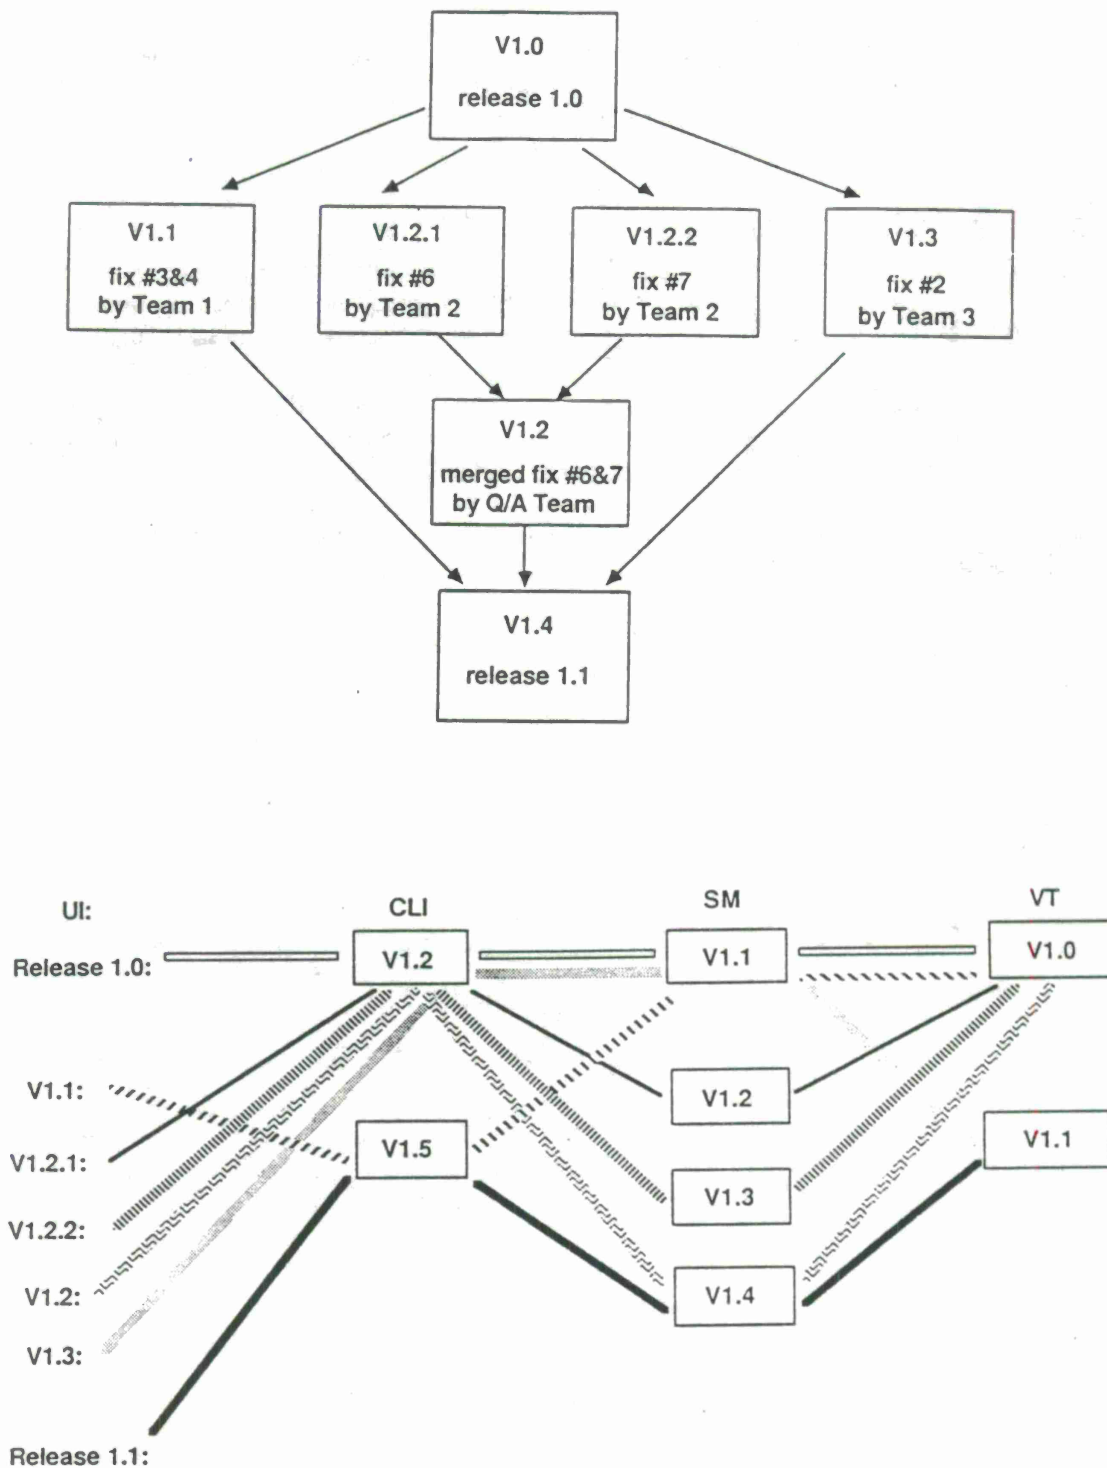 V1.0
release 1.0
V1.1
fix #3&4
by Team 1
V1.2.1
fix #6
by Team 2
V1.2.2
fix #7
by Team 2
V1.3
fix #2
by Team 3
V1.2
merged fix #6&7
by Q/A Team
V1.4
release 1.1
UI:
CLI
SM
VT
Release 1.0:
V1.2
V1.1
V1.0
V1.1:
V1.2
V1.2.1:
V1.5
V1.1
V1.2.2:
V1.3
V1.2:
V1.4
V1.3:
Release 1.1: